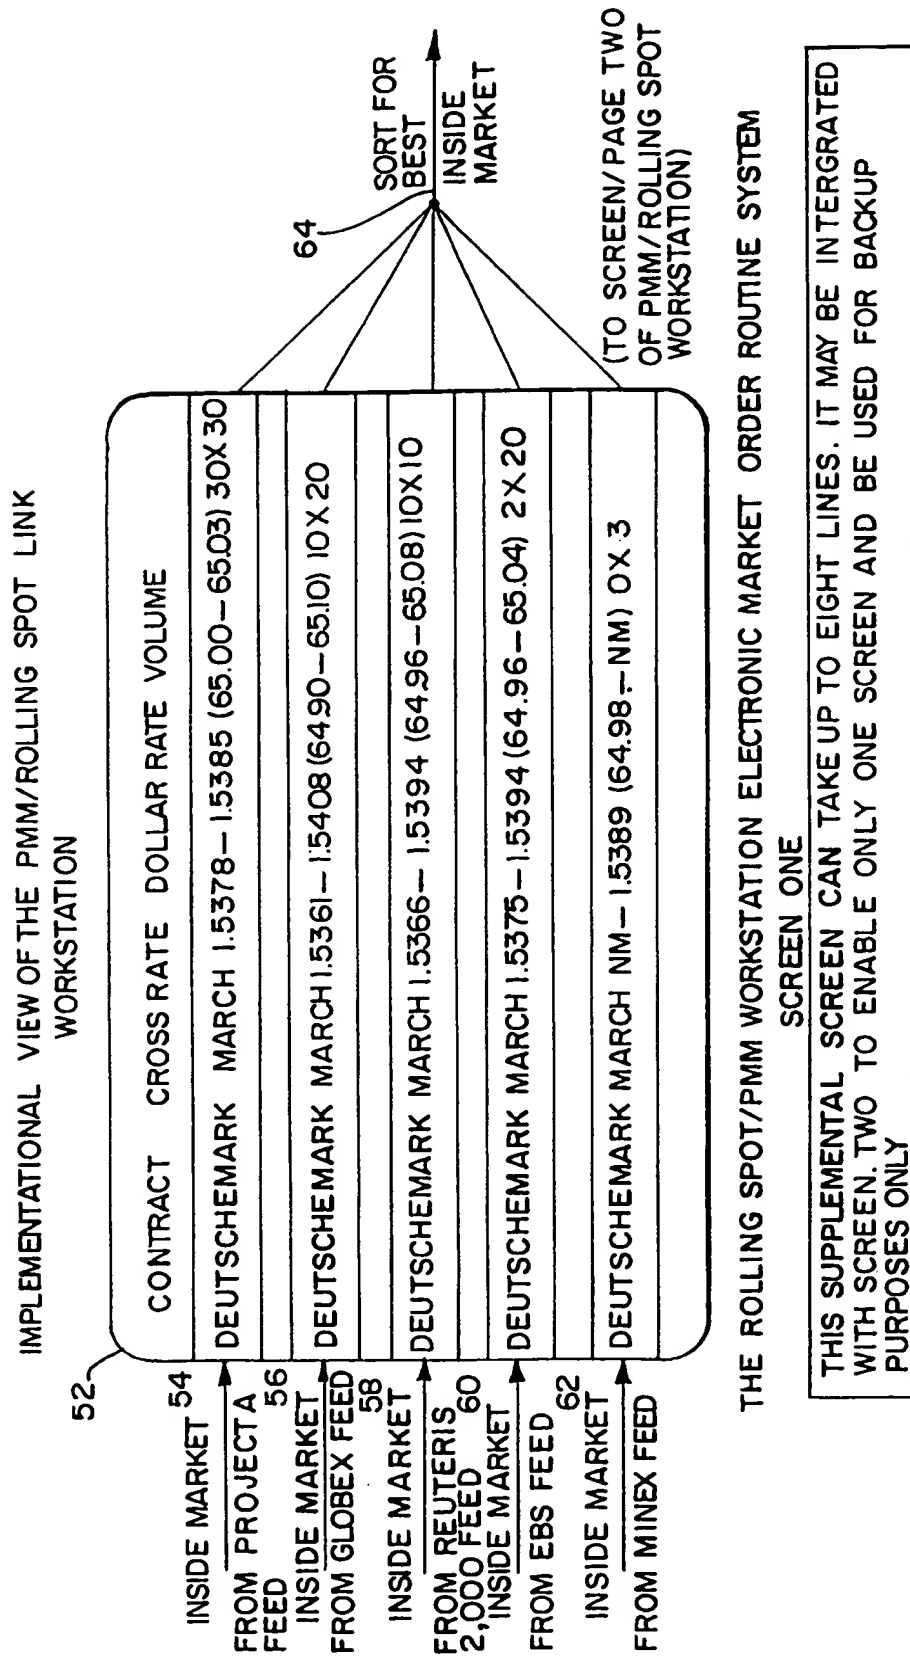 IMPLEMENTATIONAL VIEW OF THE PMM/ROLLING SPOT LINK
WORKSTATION
52
CONTRACT CROSS RATE DOLLAR RATE VOLUME
54
INSIDE MARKET
FROM PROJECT A
FEED
DEUTSCHEMARK MARCH 1.5378–1.5385 (65.00–65.03) 30X30
56
INSIDE MARKET
FROM GLOBEX FEED
DEUTSCHEMARK MARCH 1.5361–1.5408 (64.90–65.10) 10X20
58
INSIDE MARKET
FROM REUTERIS
2,000 FEED
DEUTSCHEMARK MARCH 1.5366–1.5394 (64.96–65.08) 10X10
60
INSIDE MARKET
FROM EBS FEED
DEUTSCHEMARK MARCH 1.5375–1.5394 (64.96–65.04) 2X20
62
INSIDE MARKET
FROM MINEX FEED
DEUTSCHEMARK MARCH NM–1.5389 (64.98–NM) 0X3
64
SORT FOR
BEST
INSIDE
MARKET
(TO SCREEN/PAGE TWO
OF PMM/ROLLING SPOT
WORKSTATION)
THE ROLLING SPOT/PMM WORKSTATION ELECTRONIC MARKET ORDER ROUTINE SYSTEM
SCREEN ONE
THIS SUPPLEMENTAL SCREEN CAN TAKE UP TO EIGHT LINES. IT MAY BE INTERGRATED
WITH SCREEN. TWO TO ENABLE ONLY ONE SCREEN AND BE USED FOR BACKUP
PURPOSES ONLY